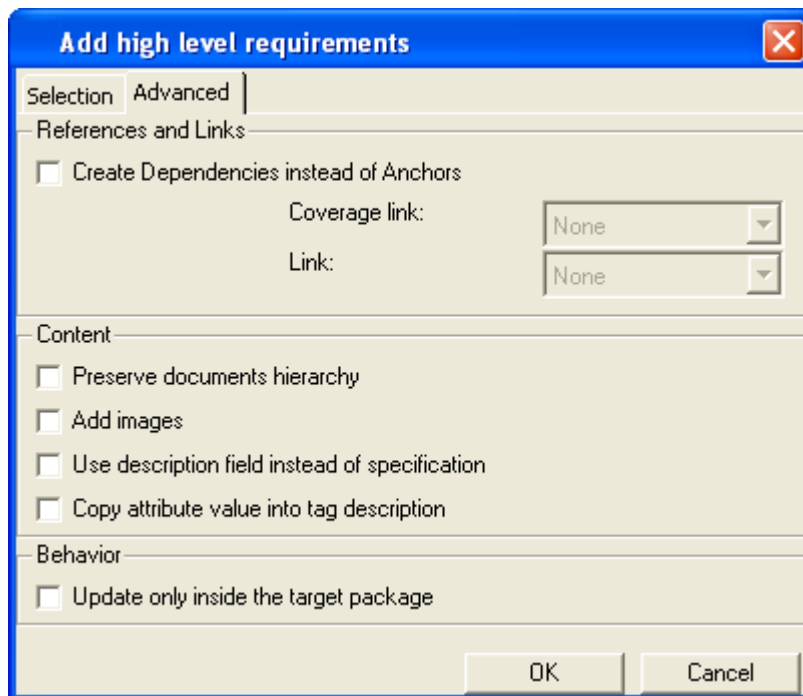 Add high level requirements
Selection Advanced
References and Links
Create Dependencies instead of Anchors
Coverage link: None
Link: None
Content
Preserve documents hierarchy
Add images
Use description field instead of specification
Copy attribute value into tag description
Behavior
Update only inside the target package
OK Cancel